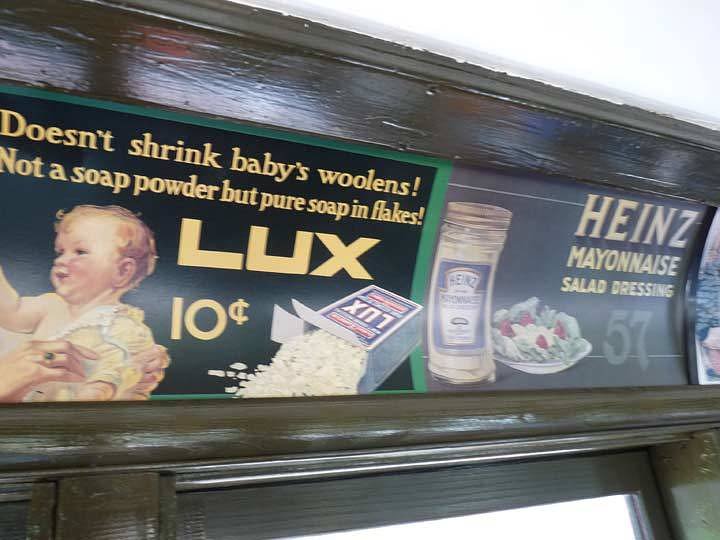 Doesn't shrink baby's woolens!
Not a soap powder but pure soap in flakes!
LUX
10¢
LUX
HEINZ
MAYONNAISE
SALAD DRESSING
57
HEINZ
MAYONNAISE